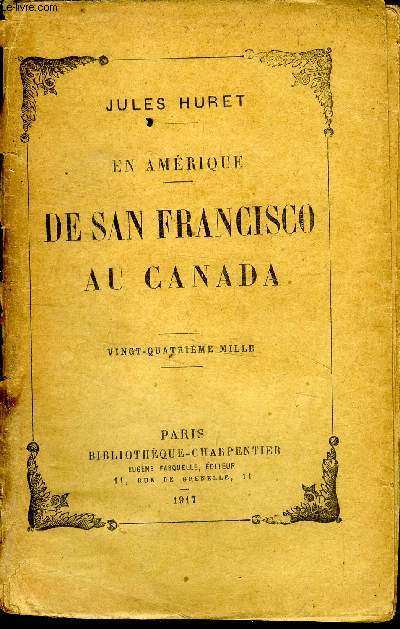 © le-livre.com
JULES HURET
EN AMÉRIQUE
DE SAN FRANCISCO
AU CANADA
VINGT-QUATRIÈME MILLE
PARIS
BIBLIOTHÈQUE-CHARPENTIER
EUGÈNE FASQUELLE, ÉDITEUR
11, RUE DE GRENELLE, 11
1917